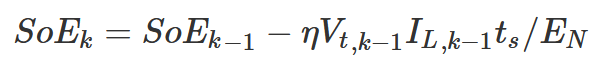 SoE_k = SoE_{k-1} − ηV_{t,k-1}I_{L,k-1}t_s/E_N